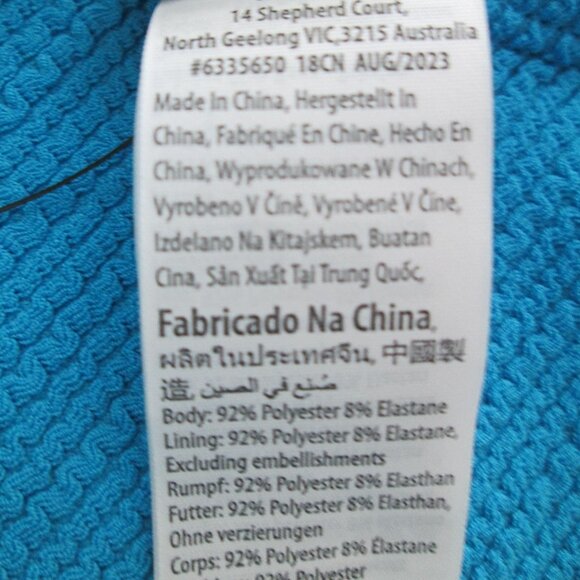 14 Shepherd Court,
North Geelong VIC,3215 Australia
#6335650 18CN AUG/2023
Made In China, Hergestellt In
China, Fabriqué En Chine, Hecho En
China, Wyprodukowane W Chinach,
Vyrobeno V Číně, Vyrobené V Číne,
Izdelano Na Kitajskem, Buatan
Cina, Sản Xuất Tại Trung Quốc,
Fabricado Na China,
ผลิตในประเทศจีน, 中國製
造, صُنع في الصين
Body: 92% Polyester 8% Elastane
Lining: 92% Polyester 8% Elastane,
Excluding embellishments
Rumpf: 92% Polyester 8% Elasthan
Futter: 92% Polyester 8% Elasthan,
Ohne verzierungen
Corps: 92% Polyester 8% Élastane
92% Polyester